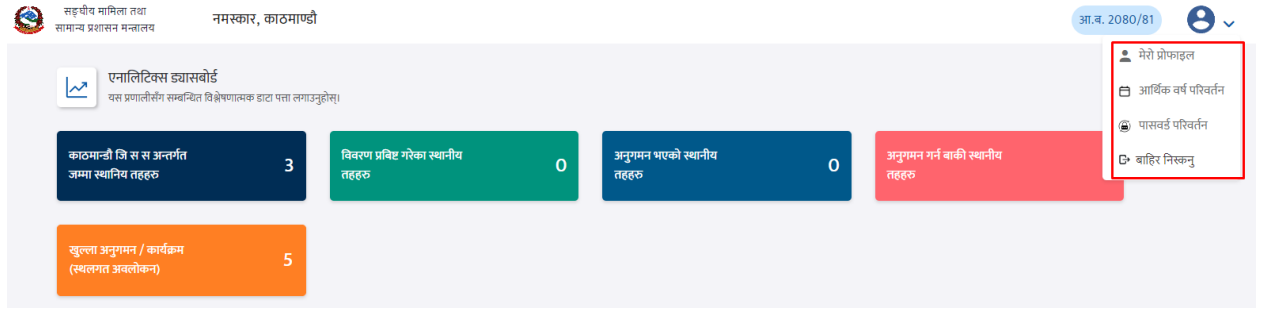 सङ्घीय मामिला तथा
सामान्य प्रशासन मन्त्रालय
नमस्कार, काठमाण्डौ
आ.ब. 2080/81
मेरो प्रोफाइल
आर्थिक वर्ष परिवर्तन
पासवर्ड परिवर्तन
बाहिर निस्कनु
एनालिटिक्स ड्यासबोर्ड
यस प्रणालीसँग सम्बन्धित विश्लेषणात्मक डाटा पत्ता लगाउनुहोस्।
काठमान्डौ जि स स अन्तर्गत
जम्मा स्थानिय तहहरु
3
विवरण प्रबिष्ट गरेका स्थानीय
तहहरु
0
अनुगमन भएको स्थानीय
तहहरु
0
अनुगमन गर्न बाकी स्थानीय
तहहरु
खुल्ला अनुगमन / कार्यक्रम
(स्थलगत अवलोकन)
5